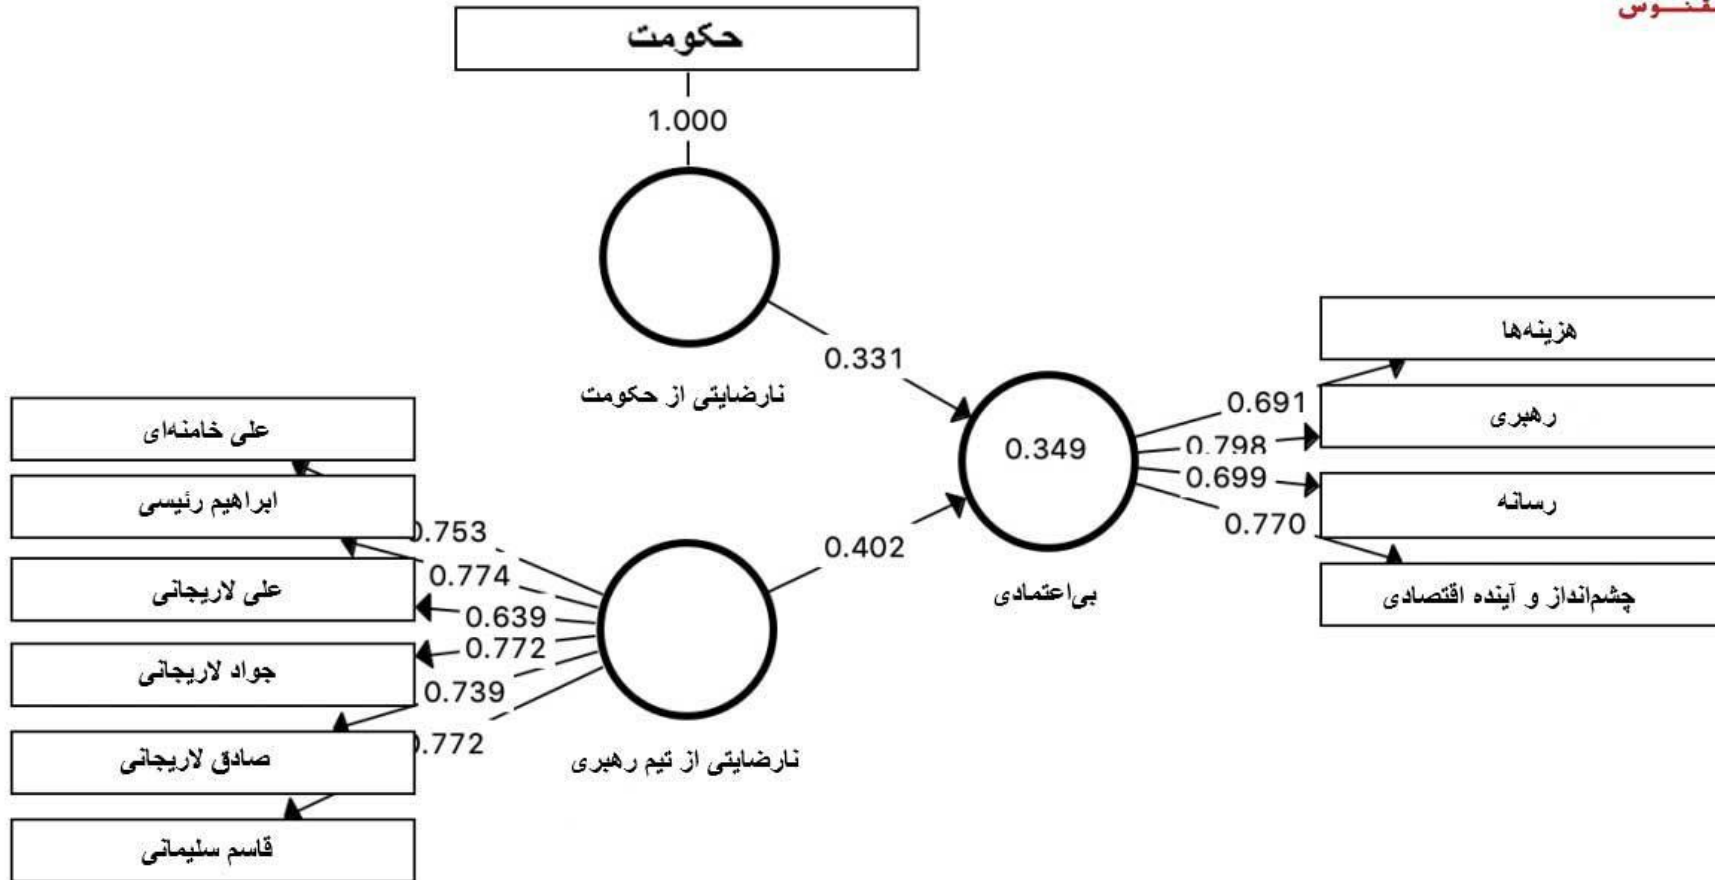 حکومت
1.000
نارضایتی از حکومت
0.331
علی خامنه‌ای
ابراهیم رئیسی
علی لاریجانی
جواد لاریجانی
صادق لاریجانی
قاسم سلیمانی
0.753
0.774
0.639
0.772
0.739
0.772
نارضایتی از تیم رهبری
0.402
0.349
بی‌اعتمادی
0.691
0.798
0.699
0.770
هزینه‌ها
رهبری
رسانه
چشم‌انداز و آینده اقتصادی